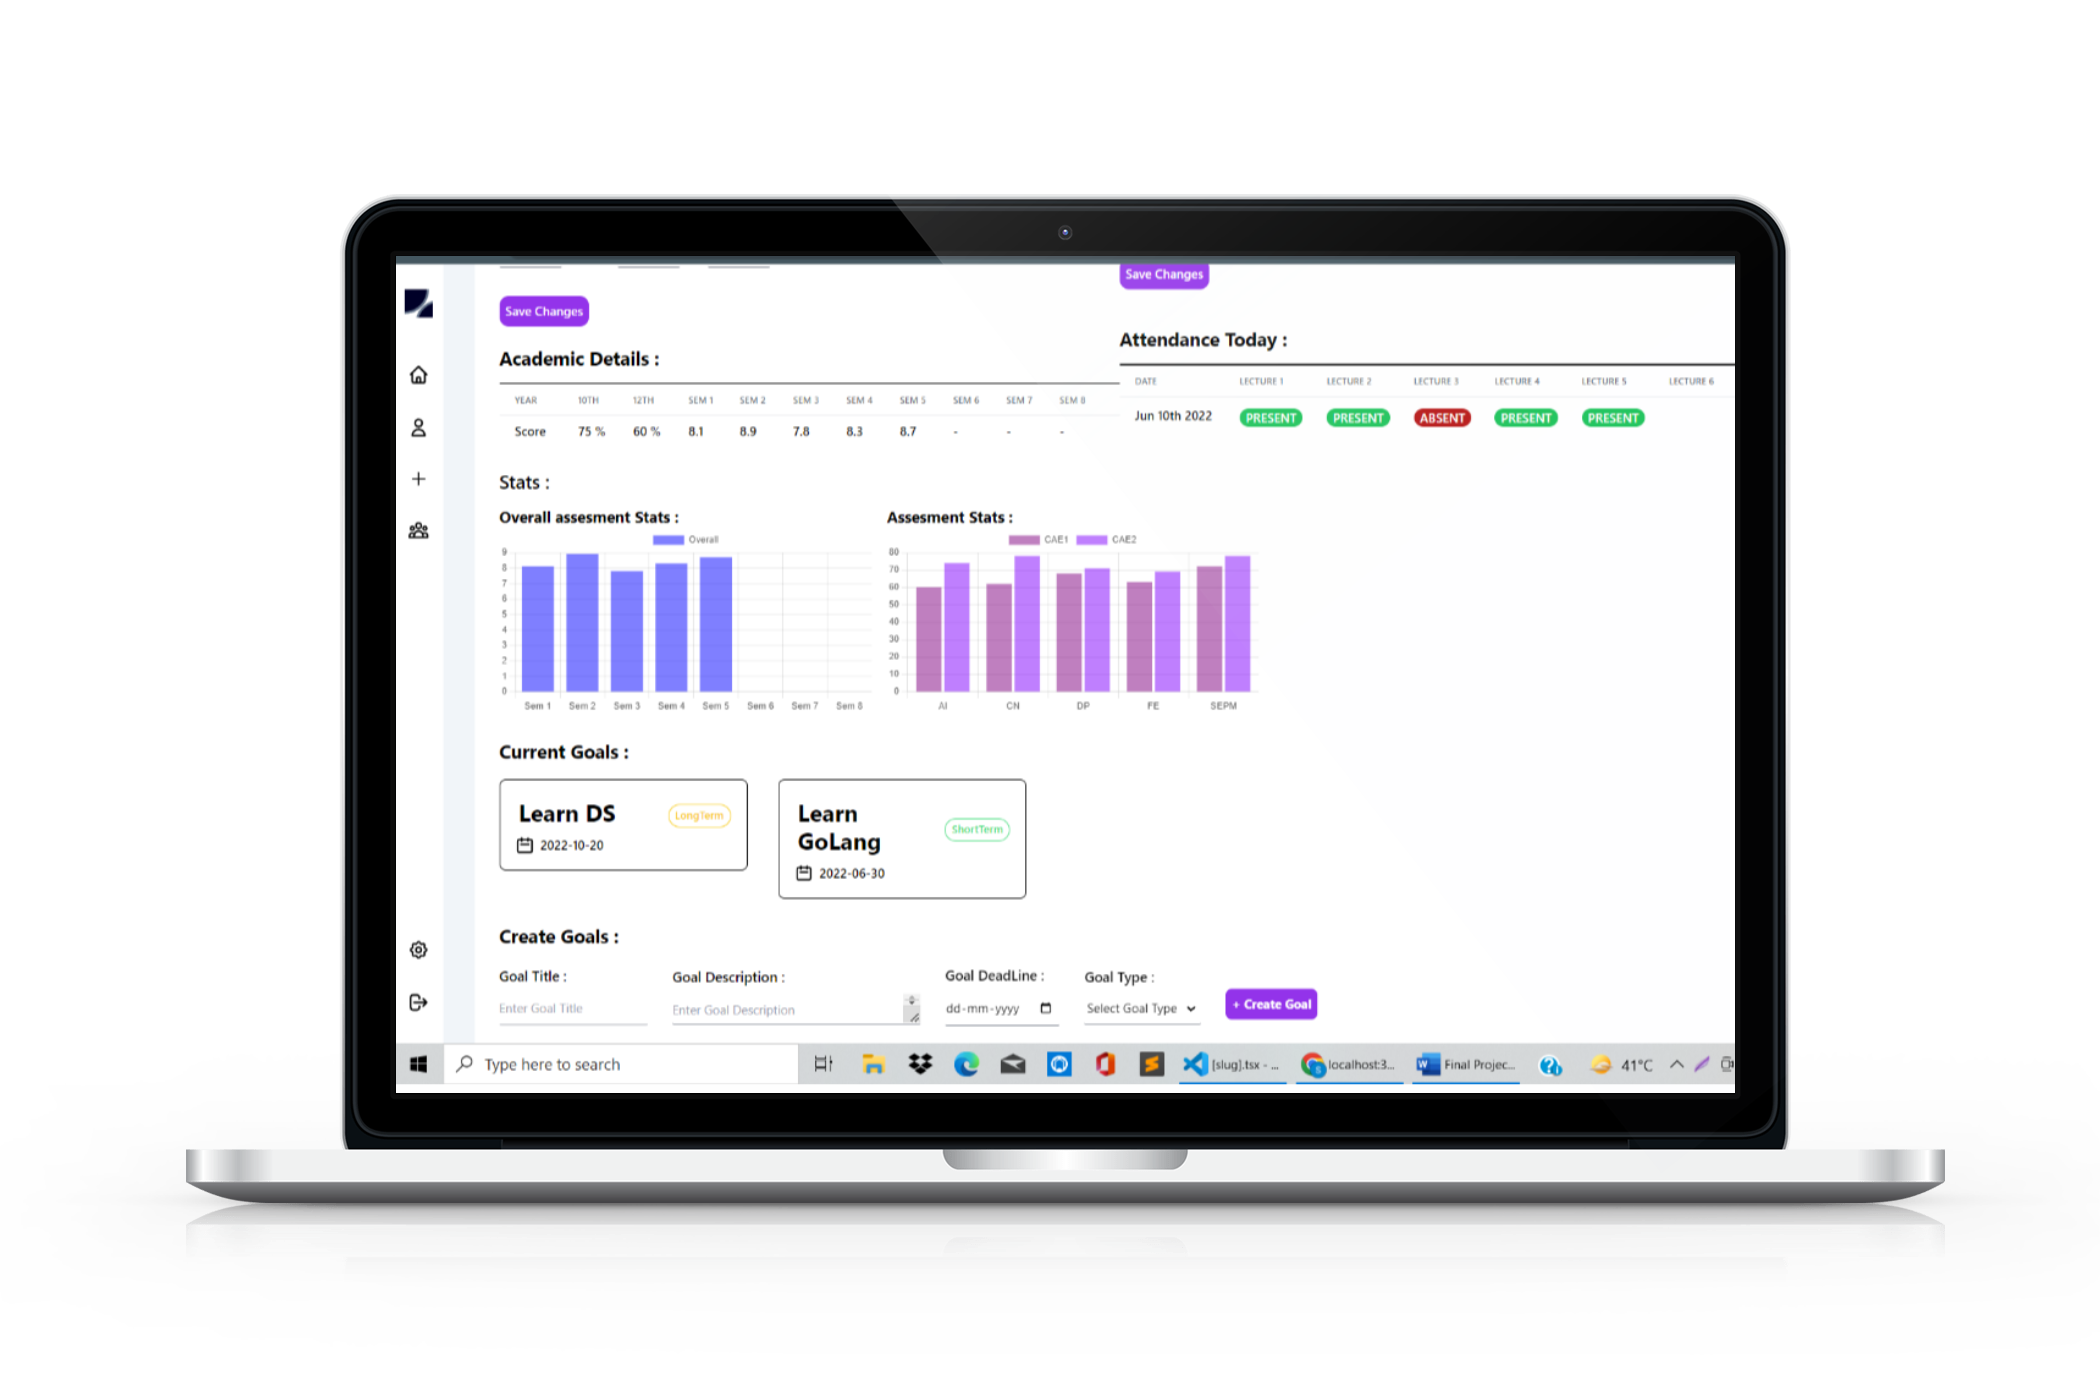 Save Changes
Save Changes
Academic Details :
YEAR 10TH 12TH SEM 1 SEM 2 SEM 3 SEM 4 SEM 5 SEM 6 SEM 7 SEM 8
Score 75 % 60 % 8.1 8.9 7.8 8.3 8.7 - - -
Attendance Today :
DATE LECTURE 1 LECTURE 2 LECTURE 3 LECTURE 4 LECTURE 5 LECTURE 6
Jun 10th 2022 PRESENT PRESENT ABSENT PRESENT PRESENT
Stats :
Overall assesment Stats :
Overall
9
8
7
6
5
4
3
2
1
0
Sem 1 Sem 2 Sem 3 Sem 4 Sem 5 Sem 6 Sem 7 Sem 8
Assesment Stats :
CAE1 CAE2
80
70
60
50
40
30
20
10
0
AI CN DP FE SEPM
Current Goals :
Learn DS
LongTerm
2022-10-20
Learn
GoLang
ShortTerm
2022-06-30
Create Goals :
Goal Title : Goal Description : Goal DeadLine : Goal Type :
Enter Goal Title Enter Goal Description dd-mm-yyyy Select Goal Type + Create Goal
Type here to search [slug].tsx - ... localhost:3... Final Projec... 41°C